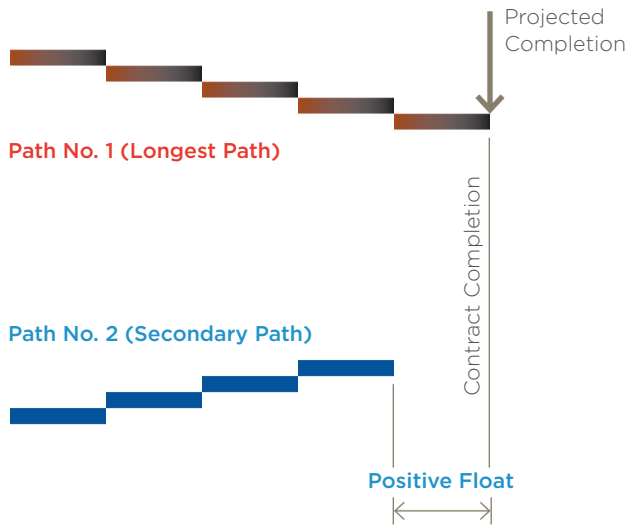 Projected
Completion
Path No. 1 (Longest Path)
Contract Completion
Path No. 2 (Secondary Path)
Positive Float